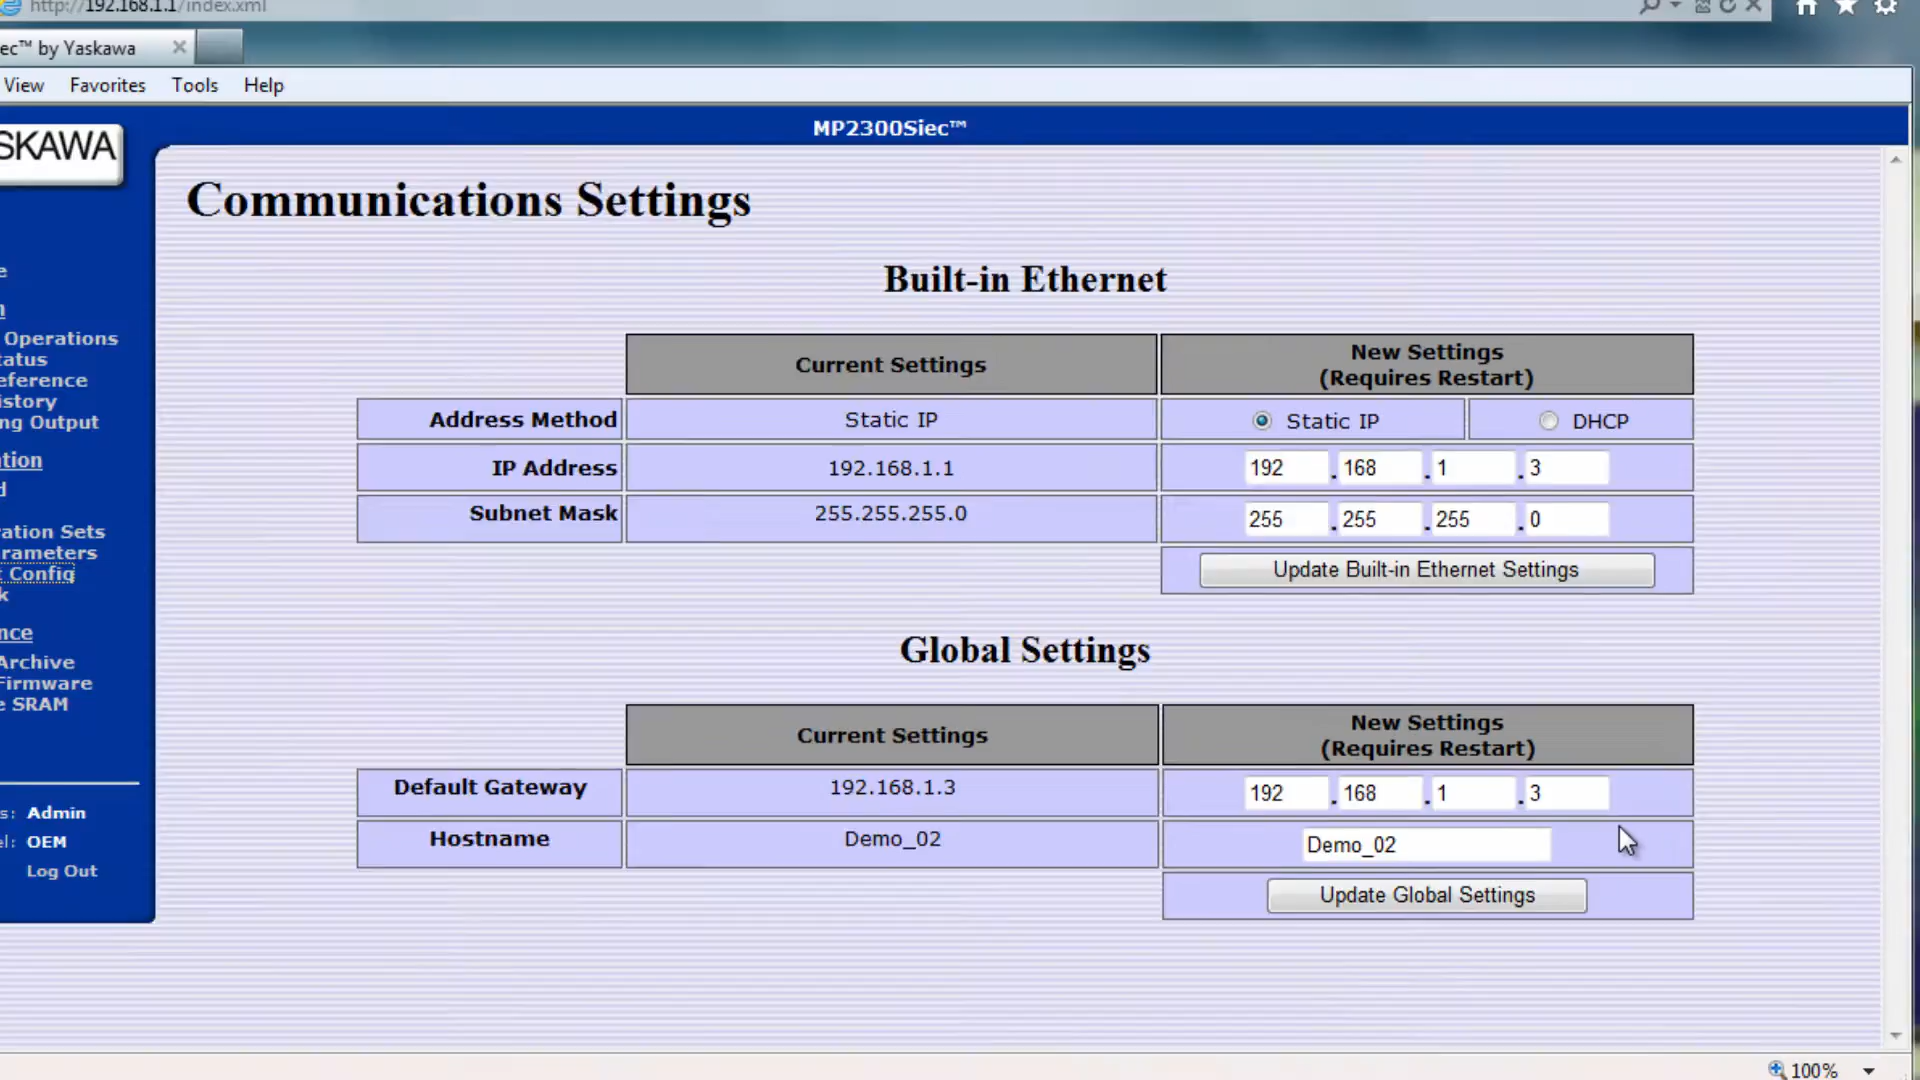 http://192.168.1.1/index.xml
ec™ by Yaskawa
View Favorites Tools Help
SKAWA
MP2300Siec™
Communications Settings
Built-in Ethernet
Current Settings
New Settings
(Requires Restart)
Address Method Static IP Static IP DHCP
IP Address 192.168.1.1 192 . 168 . 1 . 3
Subnet Mask 255.255.255.0 255 . 255 . 255 . 0
Update Built-in Ethernet Settings
Global Settings
Current Settings
New Settings
(Requires Restart)
Default Gateway 192.168.1.3 192 . 168 . 1 . 3
Hostname Demo_02 Demo_02
Update Global Settings
e
n
Operations
tatus
eference
istory
ng Output
tion
d
ration Sets
rameters
t Config
k
nce
Archive
Firmware
e SRAM
s: Admin
el: OEM
Log Out
100%